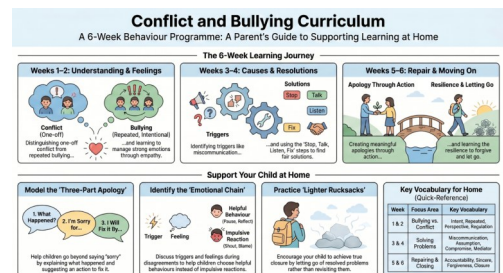 Conflict and Bullying Curriculum
A 6-Week Behaviour Programme: A Parent's Guide to Supporting Learning at Home
The 6-Week Learning Journey
Weeks 1–2: Understanding & Feelings
Conflict
(One-off)
Distinguishing one-off
conflict from
repeated bullying...
Bullying
(Repeated, Intentional)
...and learning to
manage strong emotions
through empathy.
Weeks 3–4: Causes & Resolutions
Solutions
Stop
Talk
Listen
Fix
Triggers
Identifying triggers like
miscommunication...
...and using the 'Stop, Talk,
Listen, Fix' steps to find
fair solutions.
Weeks 5–6: Repair & Moving On
Apology Through Action
Resilience & Letting Go
Creating meaningful
apologies through
action...
...and learning the
resilience to forgive
and let go.
Support Your Child at Home
Model the 'Three-Part Apology'
1. What
Happened?
2. I'm Sorry
for...
3. I Will
Fix It By...
Help children go beyond saying "sorry"
by explaining what happened and
suggesting an action to fix it.
Identify the 'Emotional Chain'
Trigger
Feeling
Helpful
Behaviour
(Pause, Reflect)
Impulsive
Reaction
(Shout, Blame)
Discuss triggers and feelings during
disagreements to help children choose helpful
behaviours instead of impulsive reactions.
Practice 'Lighter Rucksacks'
Encourage your child to achieve true
closure by letting go of resolved problems
rather than revisiting them.
Key Vocabulary for Home
(Quick-Reference)
Week Focus Area Key Vocabulary
1 & 2 Bullying vs. Conflict Intent, Repeated, Perspective, Regulation
3 & 4 Solving Problems Miscommunication, Assumption, Compromise, Mediator
5 & 6 Repairing & Closing Accountability, Sincere, Forgiveness, Closure